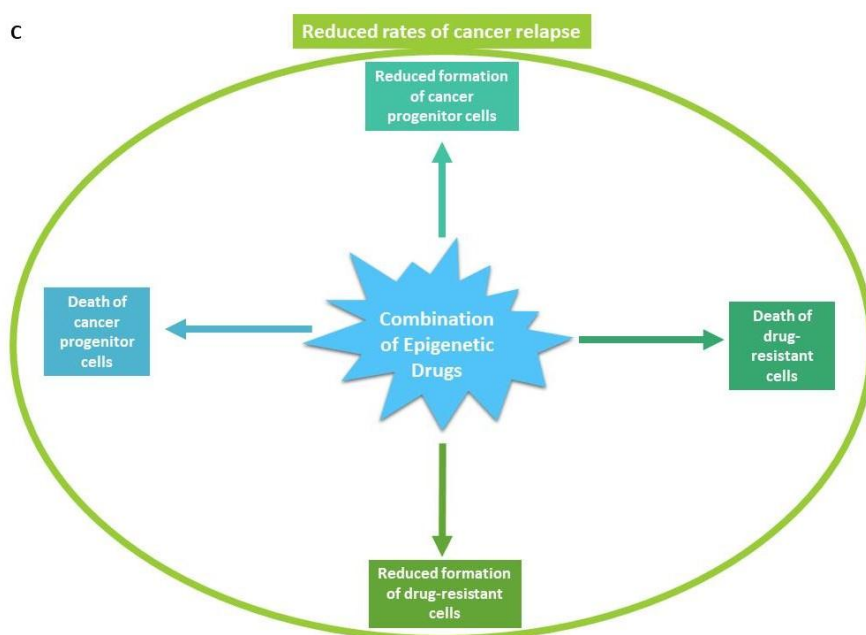 C
Reduced rates of cancer relapse
Reduced formation
of cancer
progenitor cells
Death of
cancer
progenitor
cells
Combination
of Epigenetic
Drugs
Death of
drug-
resistant
cells
Reduced formation
of drug-resistant
cells